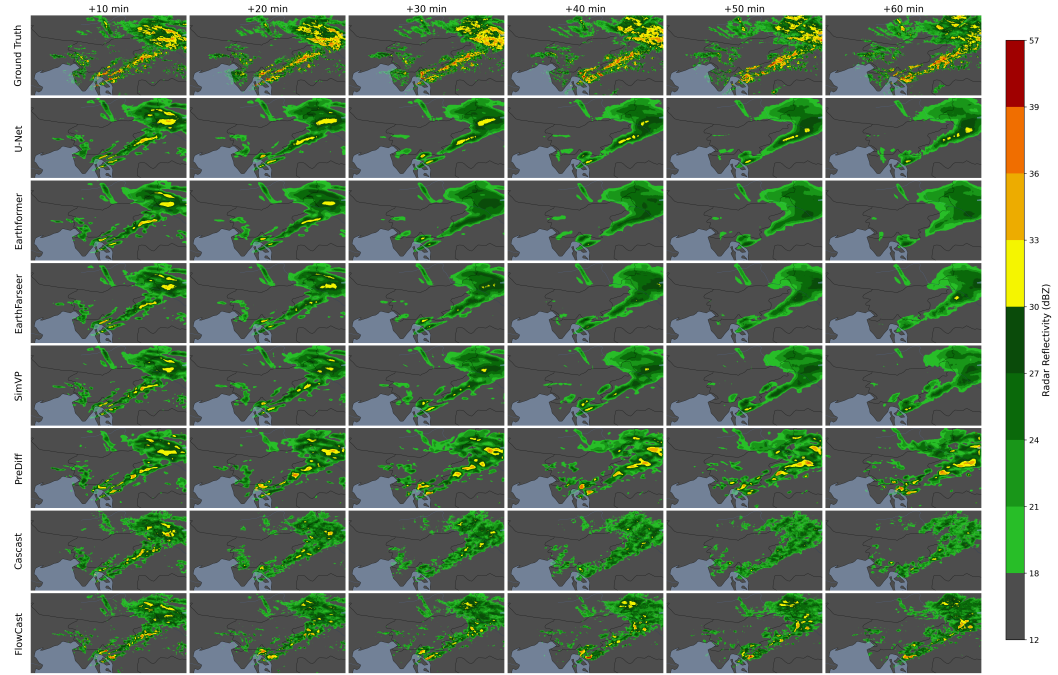 +10 min +20 min +30 min +40 min +50 min +60 min
Ground Truth
U-Net
Earthformer
EarthFarseer
SimVP
PreDiff
Cascast
FlowCast
57
39
36
33
30
27
24
21
18
12
Radar Reflectivity (dBZ)